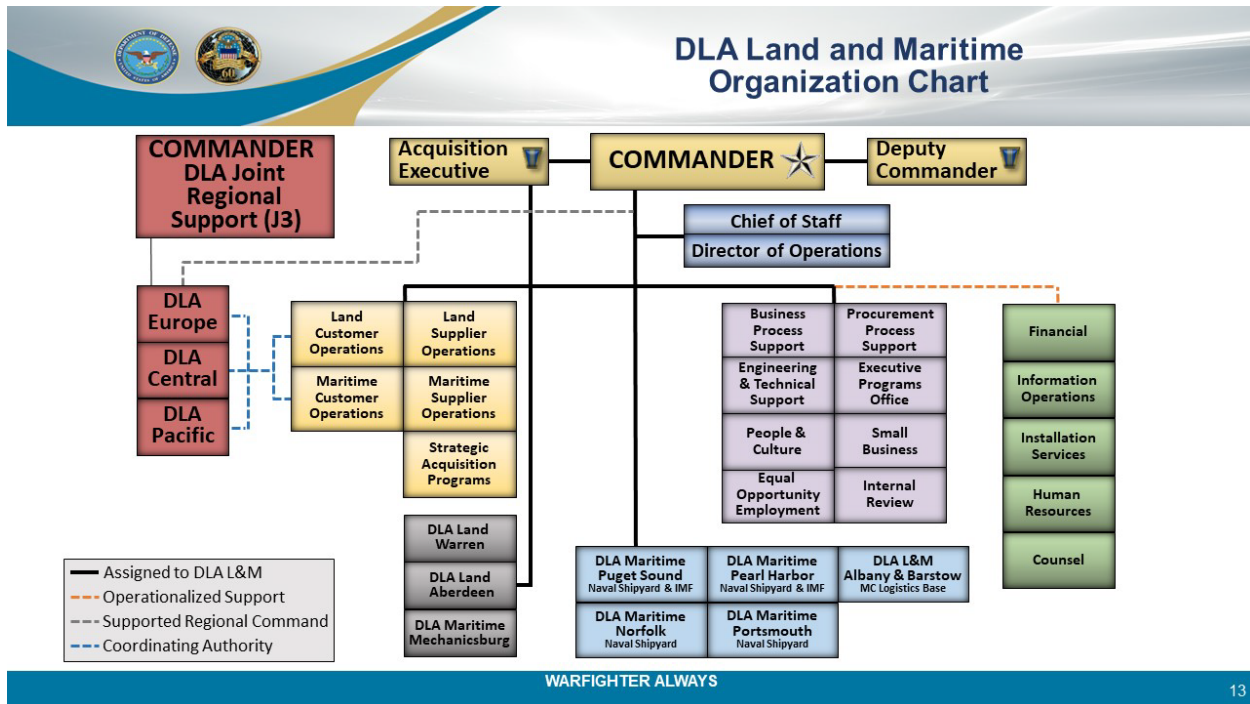 DLA Land and Maritime
Organization Chart
DEPARTMENT OF DEFENSE
60
COMMANDER
DLA Joint
Regional
Support (J3)
Acquisition
Executive
COMMANDER
Deputy
Commander
Chief of Staff
Director of Operations
DLA
Europe
DLA
Central
DLA
Pacific
Land
Customer
Operations
Land
Supplier
Operations
Maritime
Customer
Operations
Maritime
Supplier
Operations
Strategic
Acquisition
Programs
DLA Land
Warren
DLA Land
Aberdeen
DLA Maritime
Mechanicsburg
Business
Process
Support
Procurement
Process
Support
Engineering
& Technical
Support
Executive
Programs
Office
People &
Culture
Small
Business
Equal
Opportunity
Employment
Internal
Review
Financial
Information
Operations
Installation
Services
Human
Resources
Counsel
DLA Maritime
Puget Sound
Naval Shipyard & IMF
DLA Maritime
Pearl Harbor
Naval Shipyard & IMF
DLA L&M
Albany & Barstow
MC Logistics Base
DLA Maritime
Norfolk
Naval Shipyard
DLA Maritime
Portsmouth
Naval Shipyard
Assigned to DLA L&M
Operationalized Support
Supported Regional Command
Coordinating Authority
WARFIGHTER ALWAYS
13